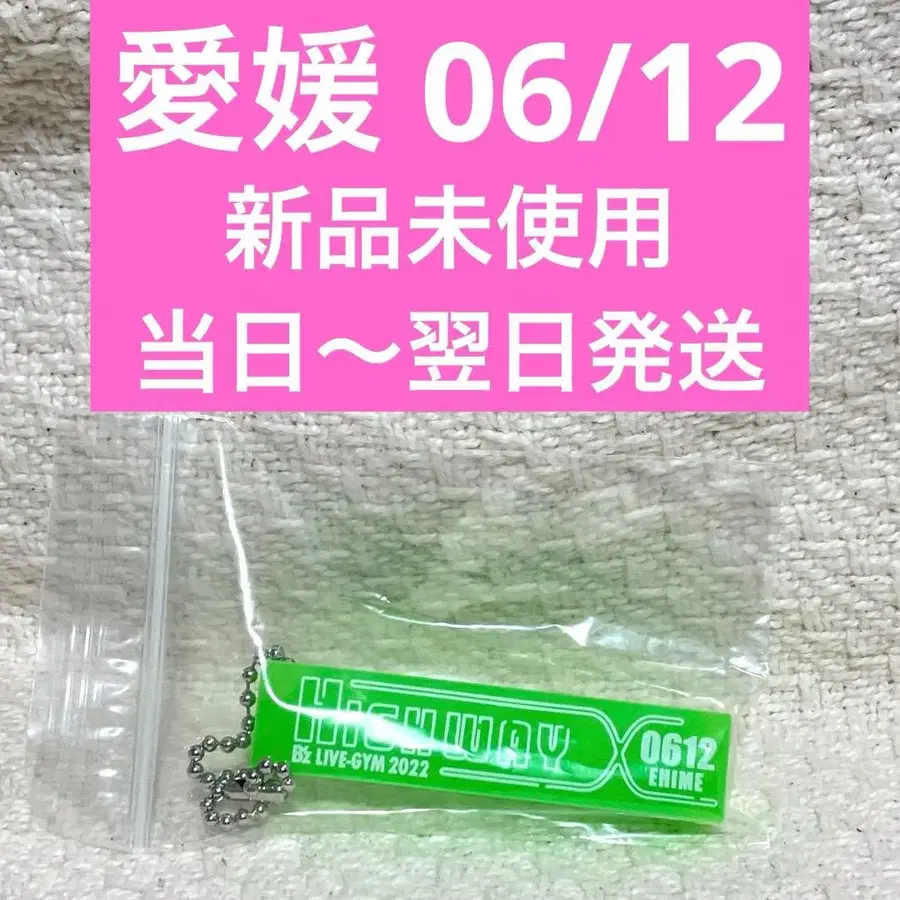 愛媛 06/12
新品未使用
当日〜翌日発送
HIGHWAY X
B'z LIVE-GYM 2022
0612
EHIME